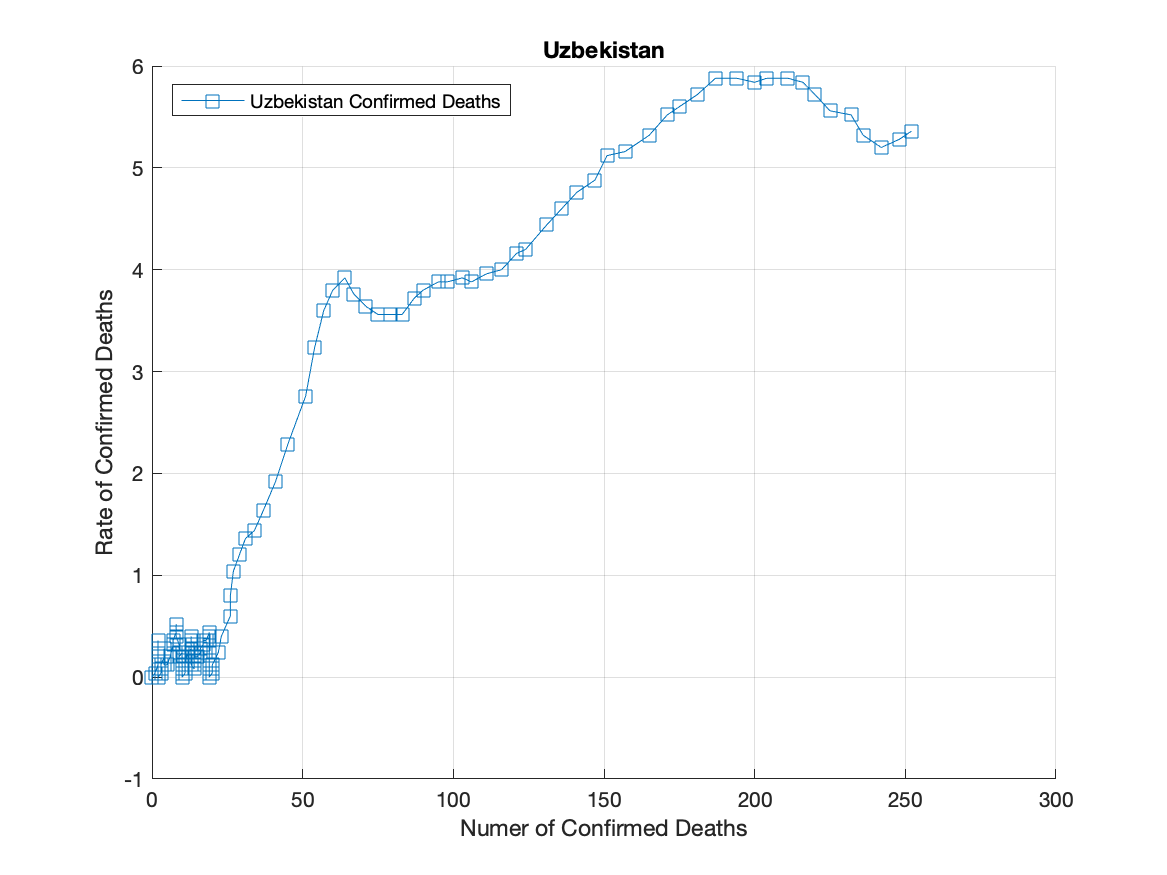 Uzbekistan
Uzbekistan Confirmed Deaths
6
5
4
3
2
1
0
-1
Rate of Confirmed Deaths
0 50 100 150 200 250 300
Numer of Confirmed Deaths